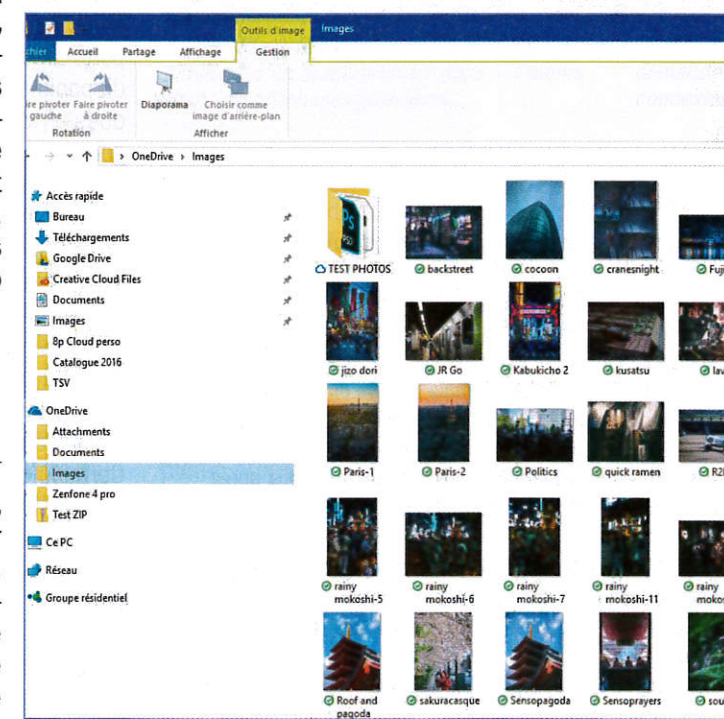 Outils d'image Images
Accueil Partage Affichage Gestion
Faire pivoter
gauche à droite
Rotation
Diaporama
Choisir comme
image d'arrière-plan
Afficher
> OneDrive > Images
Accès rapide
Bureau
Téléchargements
Google Drive
Creative Cloud Files
Documents
Images
8p Cloud perso
Catalogue 2016
TSV
OneDrive
Attachments
Documents
Images
Zenfone 4 pro
Test ZIP
Ce PC
Réseau
Groupe résidentiel
TEST PHOTOS backstreet cocoon cranesnight Fuji
jizo dori JR Go Kabukicho 2 kusatsu
Paris-1 Paris-2 Politics quick ramen
rainy rainy rainy rainy rainy
mokoshi-5 mokoshi-6 mokoshi-7 mokoshi-11
Roof and sakuracasque Sensopagoda Sensoprayers
pagoda